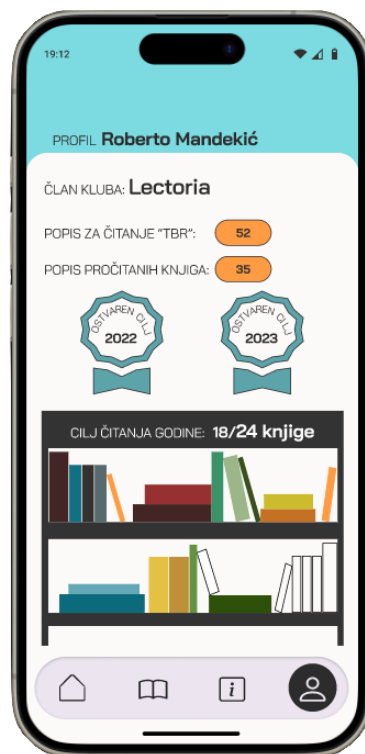 19:12
PROFIL Roberto Mandekić
ČLAN KLUBA: Lectoria
POPIS ZA ČITANJE “TBR”: 52
POPIS PROČITANIH KNJIGA: 35
OSTVAREN CILJ
2022
OSTVAREN CILJ
2023
CILJ ČITANJA GODINE: 18/24 knjige
i